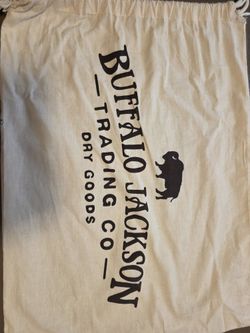 BUFFALO JACKSON
— TRADING CO —
DRY GOODS